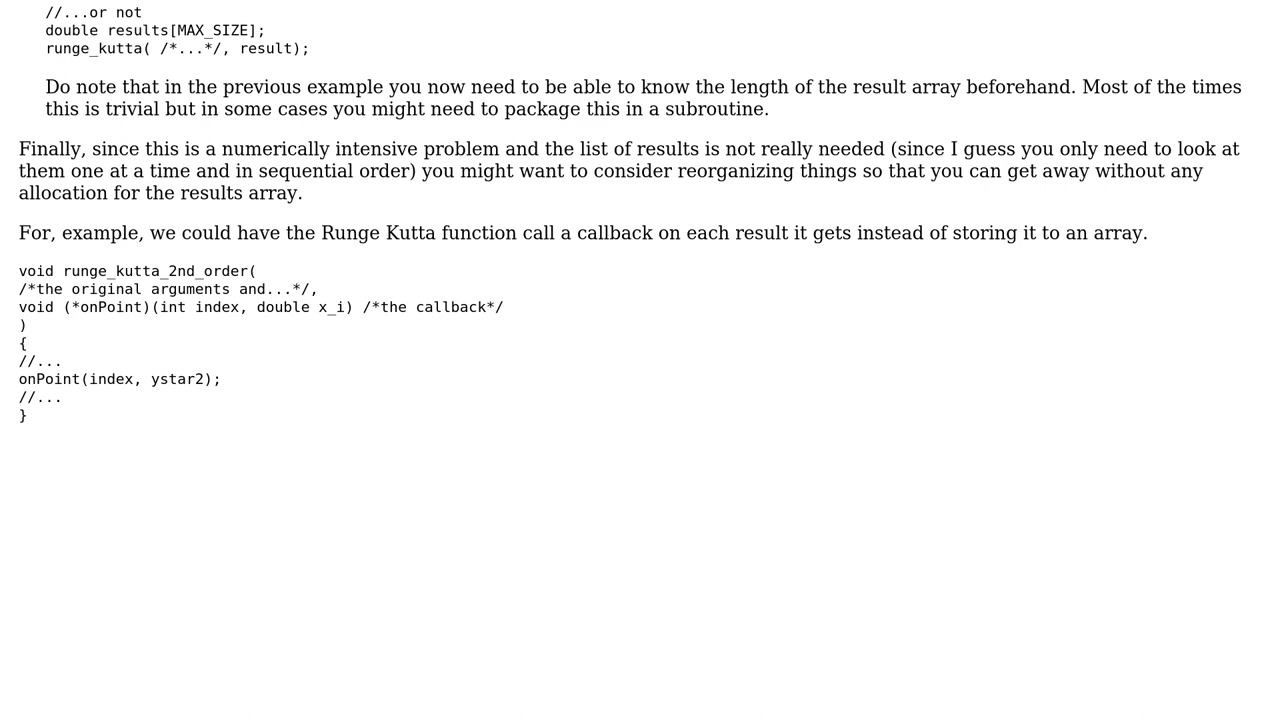 //...or not
double results[MAX_SIZE];
runge_kutta( /*...*/, result);
Do note that in the previous example you now need to be able to know the length of the result array beforehand. Most of the times
this is trivial but in some cases you might need to package this in a subroutine.
Finally, since this is a numerically intensive problem and the list of results is not really needed (since I guess you only need to look at
them one at a time and in sequential order) you might want to consider reorganizing things so that you can get away without any
allocation for the results array.
For, example, we could have the Runge Kutta function call a callback on each result it gets instead of storing it to an array.
void runge_kutta_2nd_order(
/*the original arguments and...*/,
void (*onPoint)(int index, double x_i) /*the callback*/
)
{
//...
onPoint(index, ystar2);
//...
}